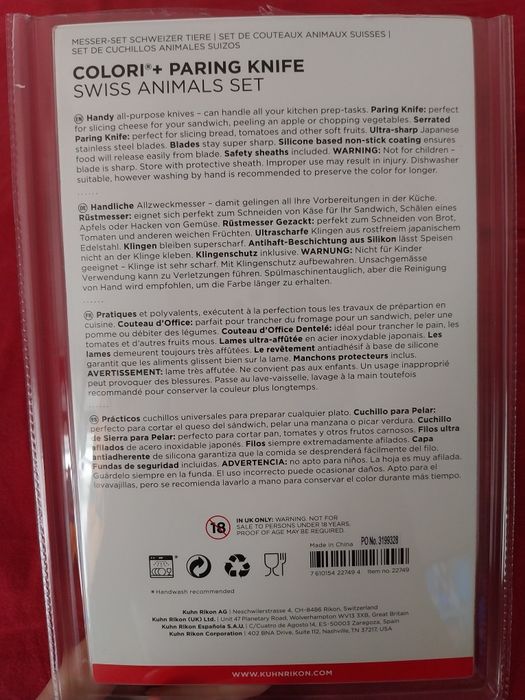 MESSER-SET SCHWEIZER TIERE | SET DE COUTEAUX ANIMAUX SUISSES |
SET DE CUCHILLOS ANIMALES SUIZOS
COLORI®+ PARING KNIFE
SWISS ANIMALS SET
EN Handy all-purpose knives – can handle all your kitchen prep-tasks. Paring Knife: perfect
for slicing cheese for your sandwich, peeling an apple or chopping vegetables. Serrated
Paring Knife: perfect for slicing bread, tomatoes and other soft fruits. Ultra-sharp Japanese
stainless steel blades. Blades stay super sharp. Silicone based non-stick coating ensures
food will release easily from blade. Safety sheaths included. WARNING: Not for children –
blade is sharp. Store with protective sheath. Improper use may result in injury. Dishwasher
suitable, however washing by hand is recommended to preserve the color for longer.
DE Handliche Allzweckmesser – damit gelingen all Ihre Vorbereitungen in der Küche.
Rüstmesser: eignet sich perfekt zum Schneiden von Käse für Ihr Sandwich, Schälen eines
Apfels oder Hacken von Gemüse. Rüstmesser Gezackt: perfekt zum Schneiden von Brot,
Tomaten und anderen weichen Früchten. Ultrascharfe Klingen aus rostfreiem japanischem
Edelstahl. Klingen bleiben superscharf. Antihaft-Beschichtung aus Silikon lässt Speisen
nicht an der Klinge kleben. Klingenschutz inklusive. WARNUNG: Nicht für Kinder
geeignet – Klinge ist sehr scharf. Mit Klingenschutz aufbewahren. Unsachgemässe
Verwendung kann zu Verletzungen führen. Spülmaschinentauglich, aber die Reinigung
von Hand wird empfohlen, um die Farbe länger zu erhalten.
FR Pratiques et polyvalents, exécutent à la perfection tous les travaux de préparation en
cuisine. Couteau d'Office: parfait pour trancher du fromage pour un sandwich, peler une
pomme ou débiter des légumes. Couteau d'Office Dentelé: idéal pour trancher le pain, les
tomates et d'autres fruits mous. Lames ultra-affûtée en acier inoxydable japonais. Les
lames demeurent toujours très affûtées. Le revêtement antiadhésif à base de silicone
garantit que les aliments glissent bien sur la lame. Manchons protecteurs inclus.
AVERTISSEMENT: lame très affûtée. Ne convient pas aux enfants. Un usage inapproprié
peut provoquer des blessures. Passe au lave-vaisselle, lavage à la main toutefois
recommandé pour conserver la couleur plus longtemps.
ES Prácticos cuchillos universales para preparar cualquier plato. Cuchillo para Pelar:
perfecto para cortar el queso del sándwich, pelar una manzana o picar verdura. Cuchillo
de Sierra para Pelar: perfecto para cortar pan, tomates y otros frutos carnosos. Filos ultra
afilados de acero inoxidable japonés. Filos siempre extremadamente afilados. Capa
antiadherente de silicona garantiza que la comida se desprenderá fácilmente del filo.
Fundas de seguridad incluidas. ADVERTENCIA: no apto para niños. La hoja es muy afilada.
Guárdelo siempre en la funda. El uso incorrecto puede ocasionar daños. Apto para el
lavavajillas, pero se recomienda lavarlo a mano para conservar el color durante más tiempo.
18
IN UK ONLY: WARNING. NOT FOR
SALE TO PERSONS UNDER 18 YEARS.
PROOF OF AGE MAY BE REQUIRED.
Made in China PO No. 3199328
7 610154 22749 4 Item no. 22749
* Handwash recommended
Kuhn Rikon AG | Neschwilerstrasse 4, CH-8486 Rikon, Switzerland
Kuhn Rikon (UK) Ltd. | Unit 47 Planetary Road, Wolverhampton WV13 3XB, Great Britain
Kuhn Rikon Española S.A.U. | C/Cuatro de Agosto 14, ES-50003 Zaragoza, Spain
Kuhn Rikon Corporation | 402 BNA Drive, Suite 112, Nashville, TN 37217, USA
WWW.KUHNRIKON.COM